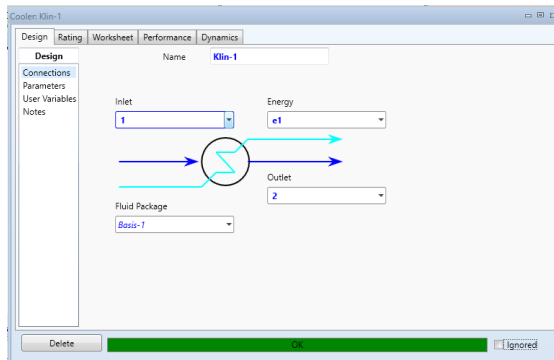 Cooler: Klin-1
Design Rating Worksheet Performance Dynamics
Design
Connections
Parameters
User Variables
Notes
Name Klin-1
Inlet Energy
1 e1
Outlet
2
Fluid Package
Basis-1
Delete OK Ignored